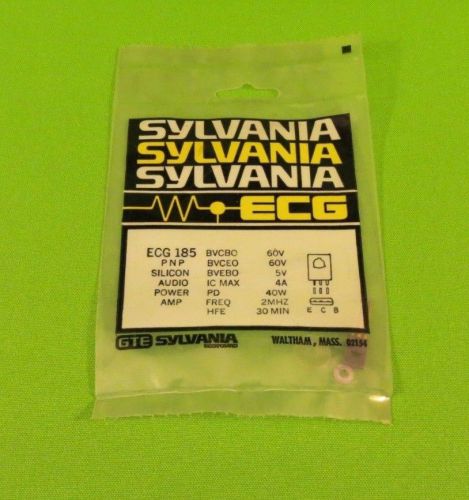 SYLVANIA
SYLVANIA
SYLVANIA
ECG
ECG 185 BVCBO 60V
PNP BVCEO 60V
SILICON BVEBO 5V
AUDIO IC MAX 4A
POWER PD 40W
AMP FREQ 2MHZ
HFE 30 MIN
E C B
GTE SYLVANIA
INCORPORATED
WALTHAM, MASS. 02154